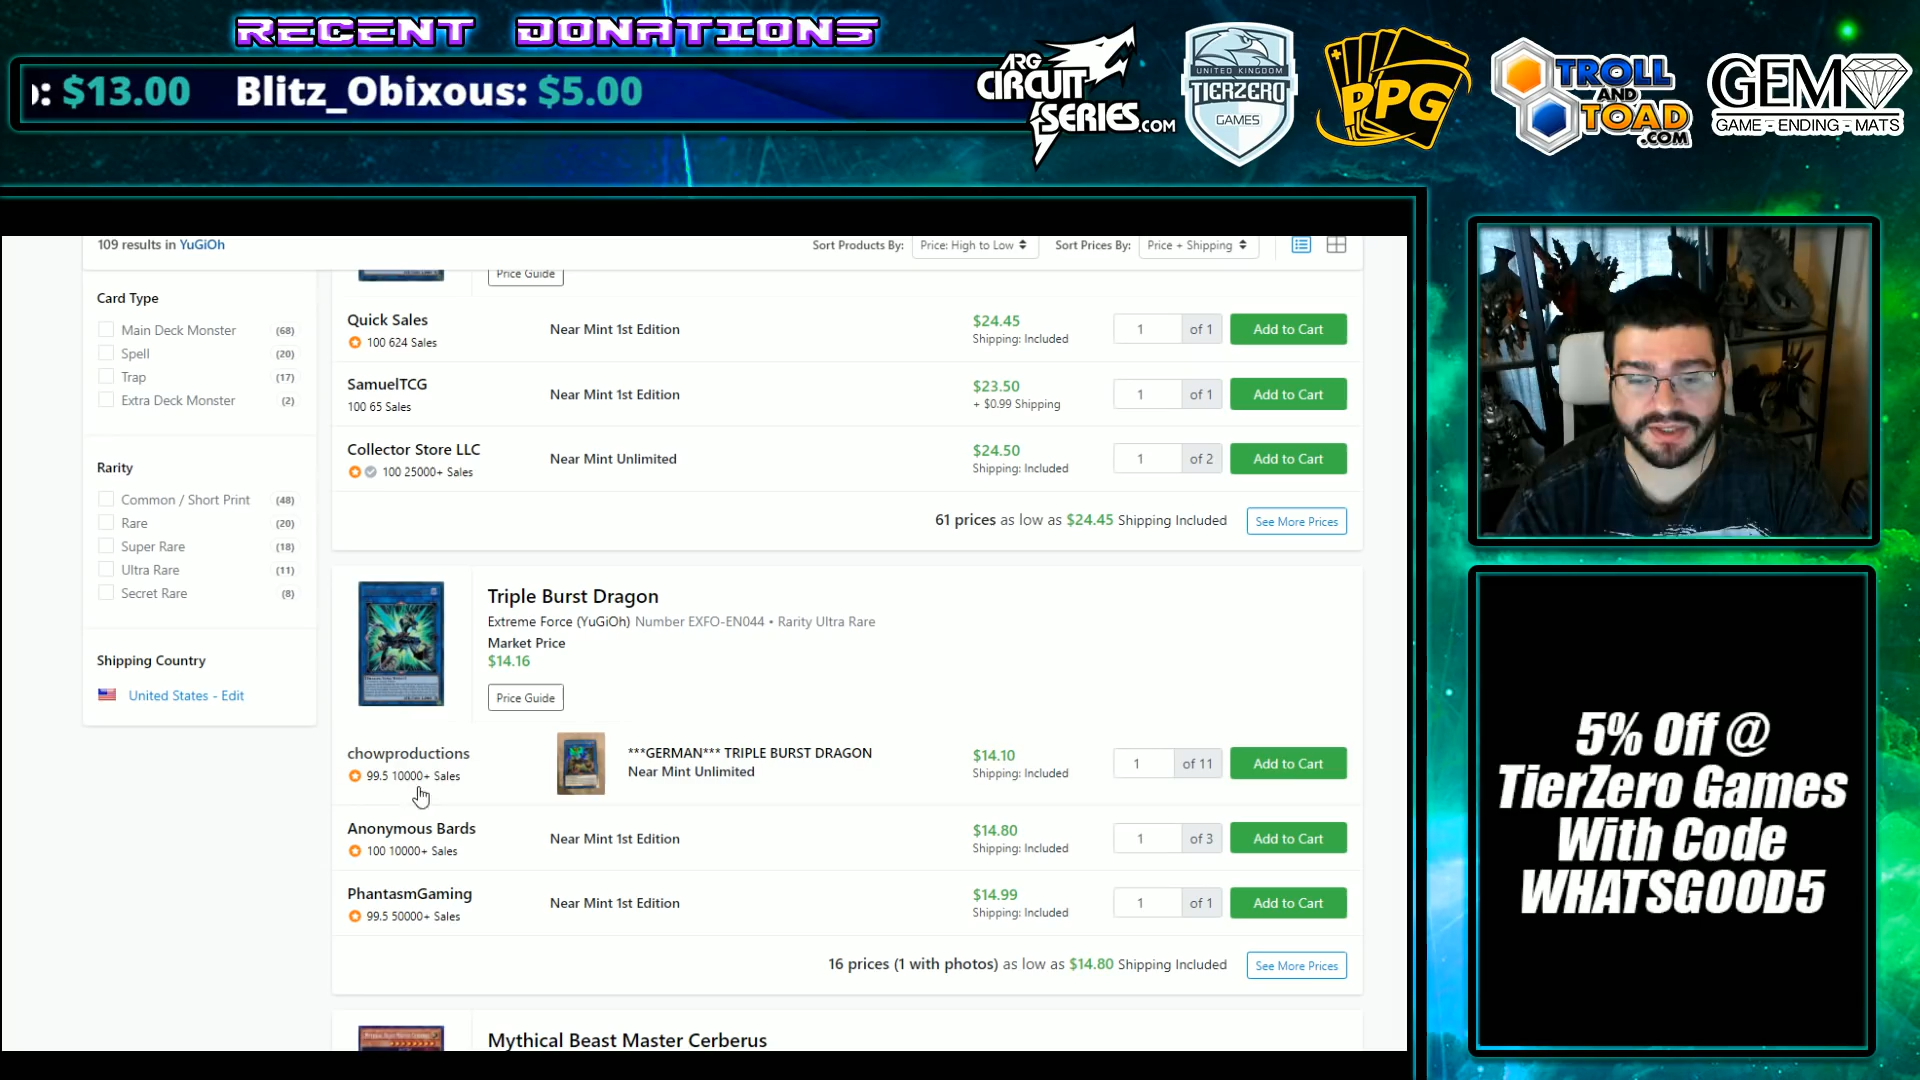 RECENT DONATIONS
: $13.00 Blitz_Obixous: $5.00
ARG
CIRCUIT
SERIES.COM
UNITED KINGDOM
TIERZERO
GAMES
PPG
TROLL
AND
TOAD
.COM
GEM
GAME - ENDING - MATS
109 results in YuGiOh
Sort Products By: Price: High to Low
Sort Prices By: Price + Shipping
Card Type
Main Deck Monster (68)
Spell (20)
Trap (17)
Extra Deck Monster (2)
Rarity
Common / Short Print (48)
Rare (20)
Super Rare (18)
Ultra Rare (11)
Secret Rare (8)
Shipping Country
United States - Edit
Price Guide
Quick Sales
100 624 Sales
Near Mint 1st Edition
$24.45
Shipping: Included
1 of 1
Add to Cart
SamuelTCG
100 65 Sales
Near Mint 1st Edition
$23.50
+ $0.99 Shipping
1 of 1
Add to Cart
Collector Store LLC
100 25000+ Sales
Near Mint Unlimited
$24.50
Shipping: Included
1 of 2
Add to Cart
61 prices as low as $24.45 Shipping Included
See More Prices
Triple Burst Dragon
Extreme Force (YuGiOh) Number EXFO-EN044 • Rarity Ultra Rare
Market Price
$14.16
Price Guide
chowproductions
99.5 10000+ Sales
***GERMAN*** TRIPLE BURST DRAGON
Near Mint Unlimited
$14.10
Shipping: Included
1 of 11
Add to Cart
Anonymous Bards
100 10000+ Sales
Near Mint 1st Edition
$14.80
Shipping: Included
1 of 3
Add to Cart
PhantasmGaming
99.5 50000+ Sales
Near Mint 1st Edition
$14.99
Shipping: Included
1 of 1
Add to Cart
16 prices (1 with photos) as low as $14.80 Shipping Included
See More Prices
Mythical Beast Master Cerberus
5% Off @
TierZero Games
With Code
WHATSGOOD5